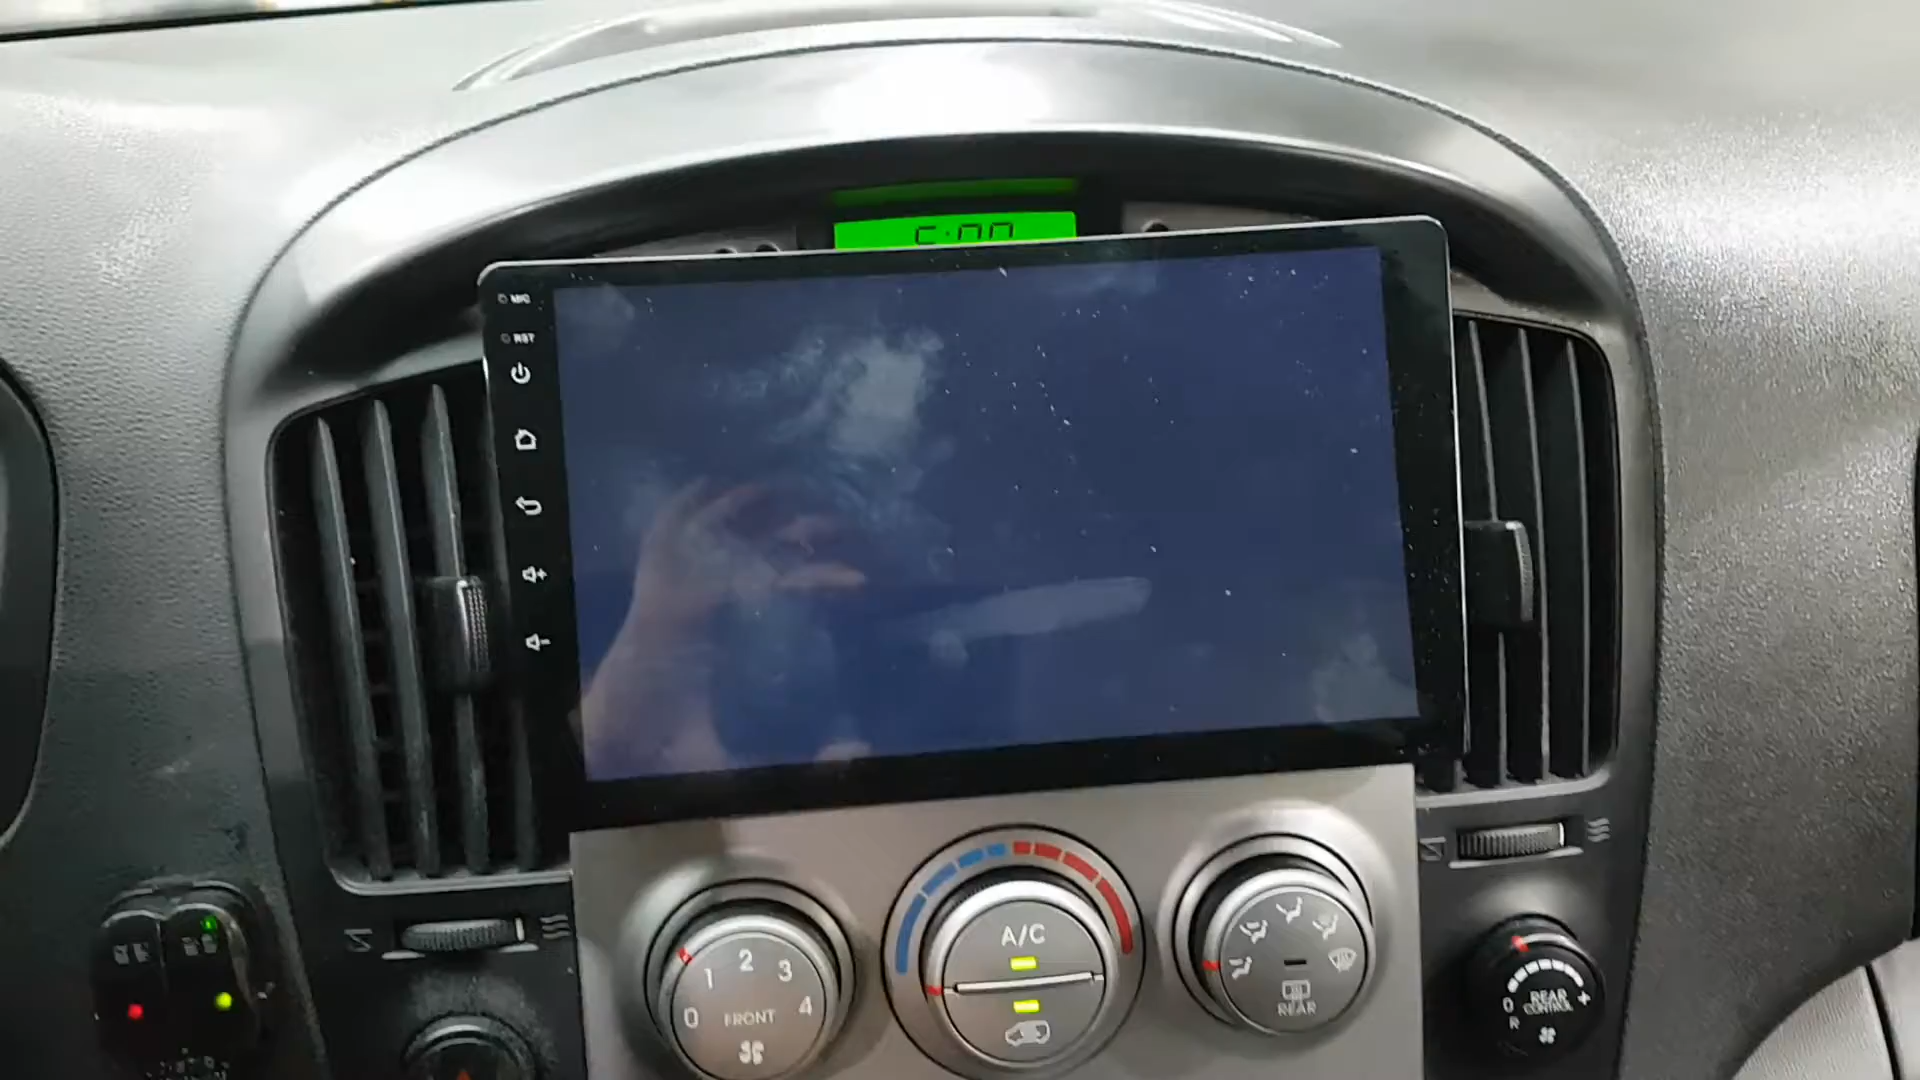 MIC
RST
A/C
1 2 3
0 4
FRONT
REAR
REAR
CONTROL
0
R
+